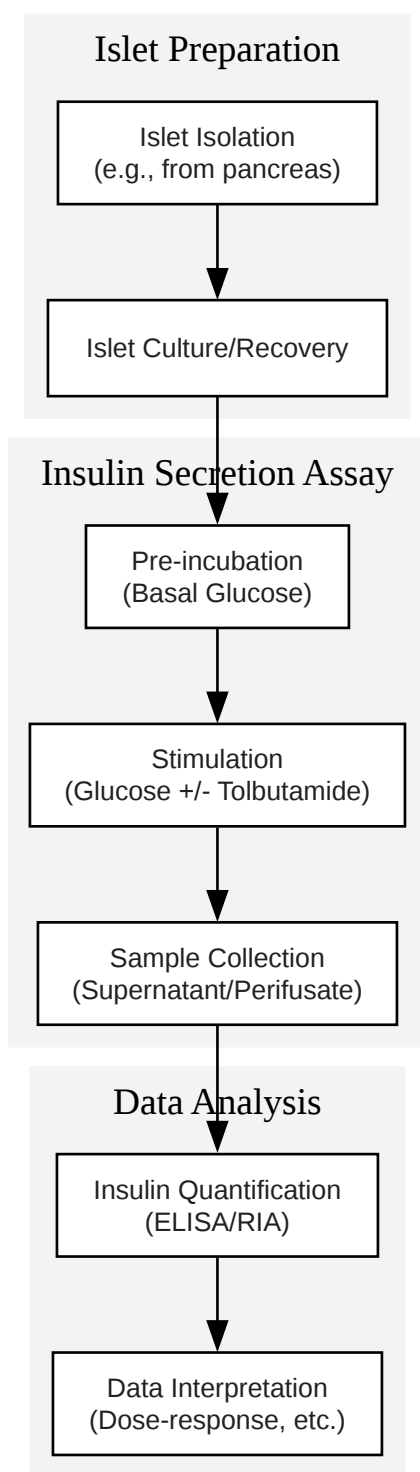 Islet Preparation
Islet Isolation
(e.g., from pancreas)
Islet Culture/Recovery
Insulin Secretion Assay
Pre-incubation
(Basal Glucose)
Stimulation
(Glucose +/- Tolbutamide)
Sample Collection
(Supernatant/Perifusate)
Data Analysis
Insulin Quantification
(ELISA/RIA)
Data Interpretation
(Dose-response, etc.)